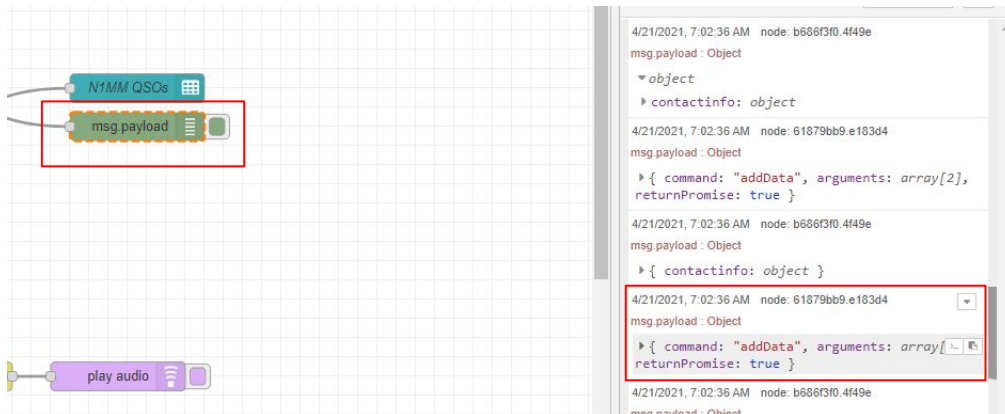 N1MM QSOs
msg.payload
play audio
4/21/2021, 7:02:36 AM node: b686f3f0.4f49e
msg.payload : Object
object
contactinfo: object
4/21/2021, 7:02:36 AM node: 61879bb9.e183d4
msg.payload : Object
{ command: "addData", arguments: array[2],
returnPromise: true }
4/21/2021, 7:02:36 AM node: b686f3f0.4f49e
msg.payload : Object
{ contactinfo: object }
4/21/2021, 7:02:36 AM node: 61879bb9.e183d4
msg.payload : Object
{ command: "addData", arguments: array[
returnPromise: true }
4/21/2021, 7:02:36 AM node: b686f3f0.4f49e
msg.payload : Object